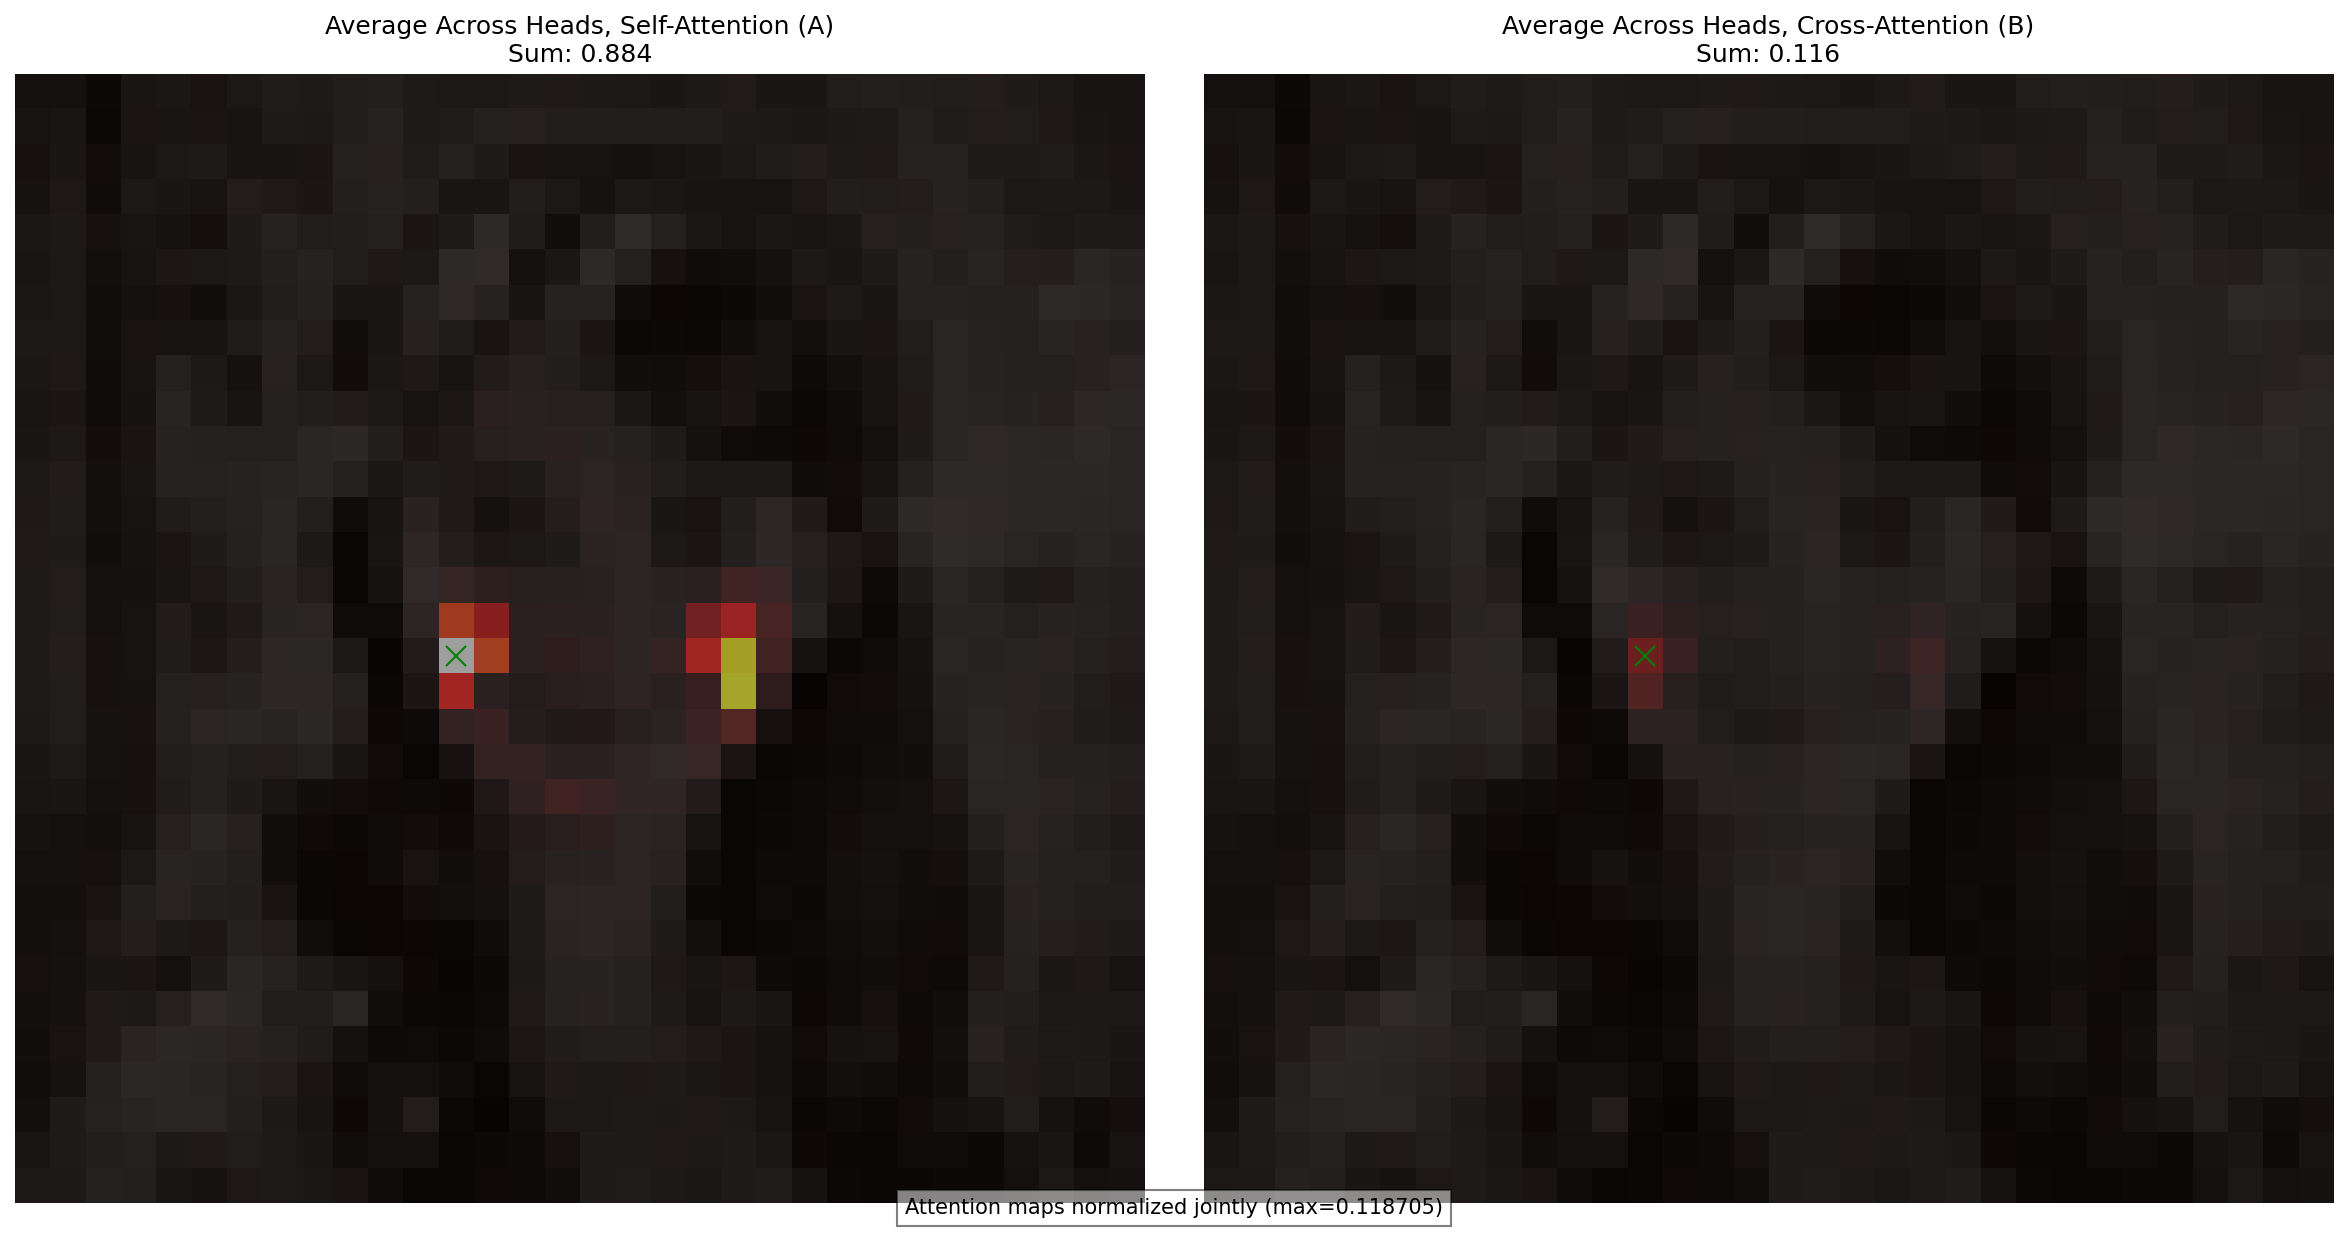 Average Across Heads, Self-Attention (A)
Sum: 0.884
Average Across Heads, Cross-Attention (B)
Sum: 0.116
Attention maps normalized jointly (max=0.118705)